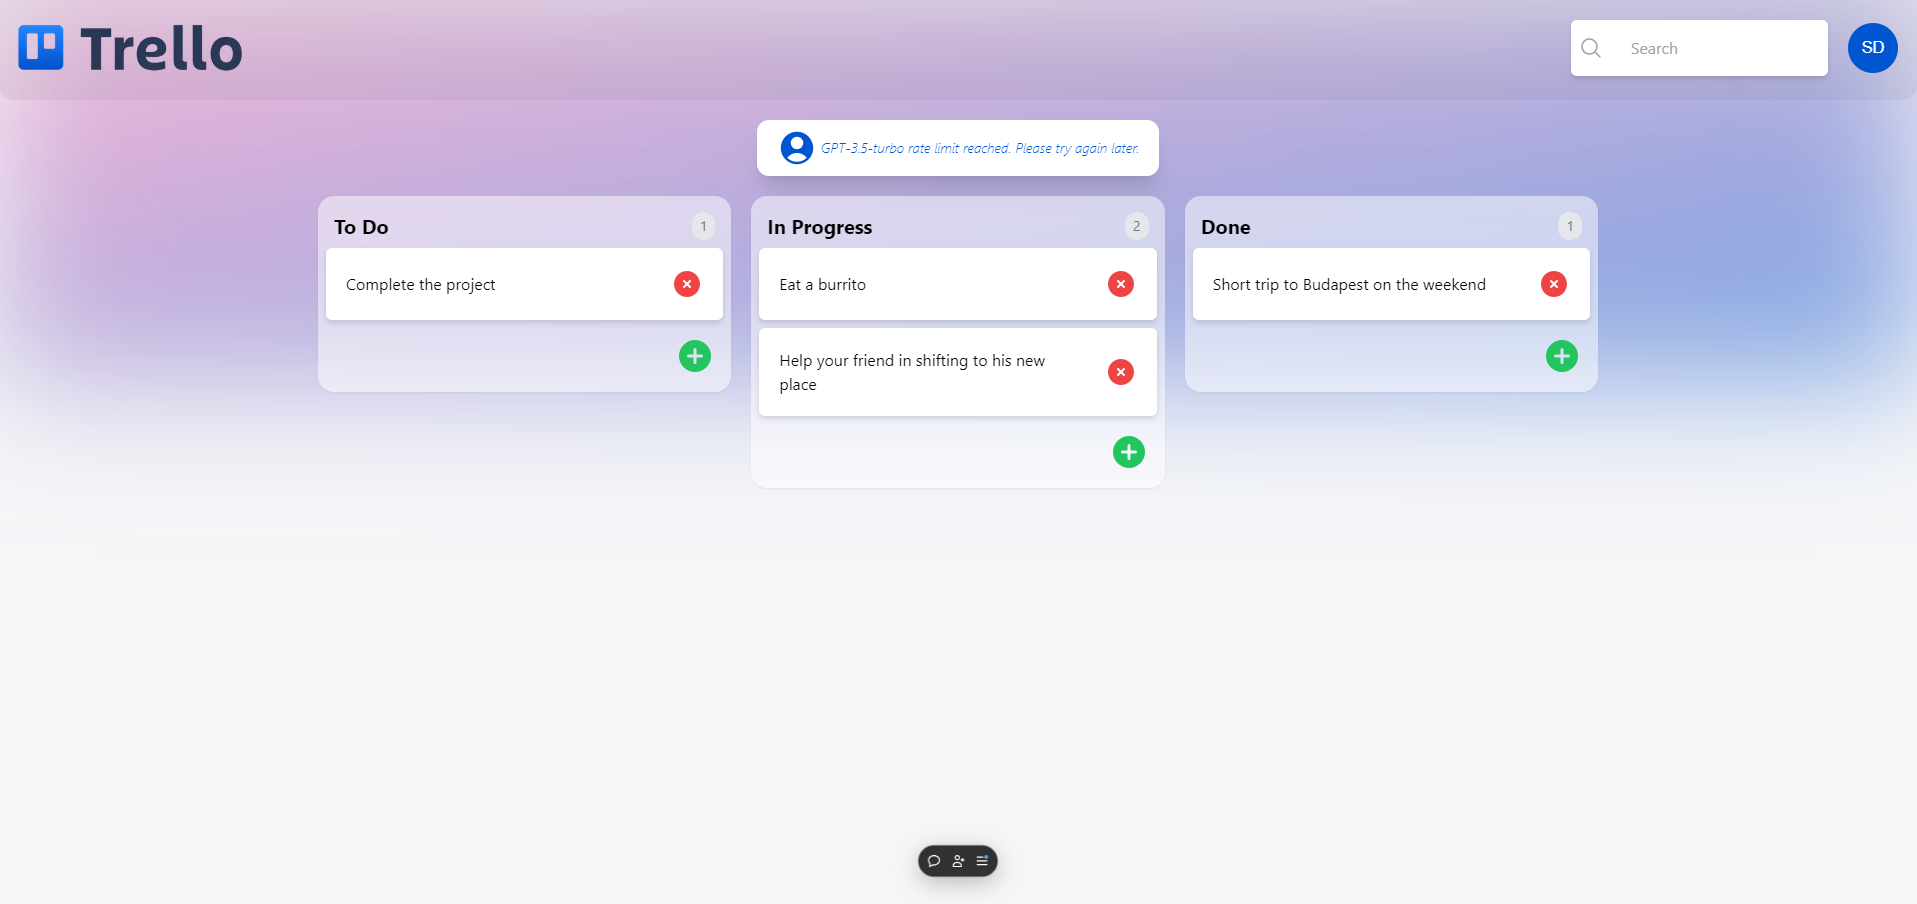 Trello
Search
SD
GPT-3.5-turbo rate limit reached. Please try again later.
To Do
1
Complete the project
In Progress
2
Eat a burrito
Help your friend in shifting to his new
place
Done
1
Short trip to Budapest on the weekend